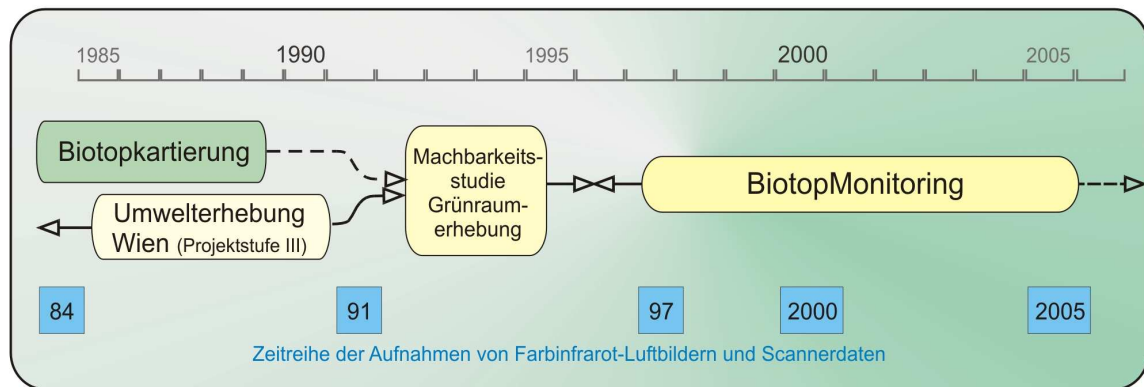 1985 1990 1995 2000 2005
Biotopkartierung
Umwelterhebung
Wien (Projektstufe III)
Machbarkeits-
studie
Grünraum-
erhebung
BiotopMonitoring
84 91 97 2000 2005
Zeitreihe der Aufnahmen von Farbinfrarot-Luftbildern und Scannerdaten